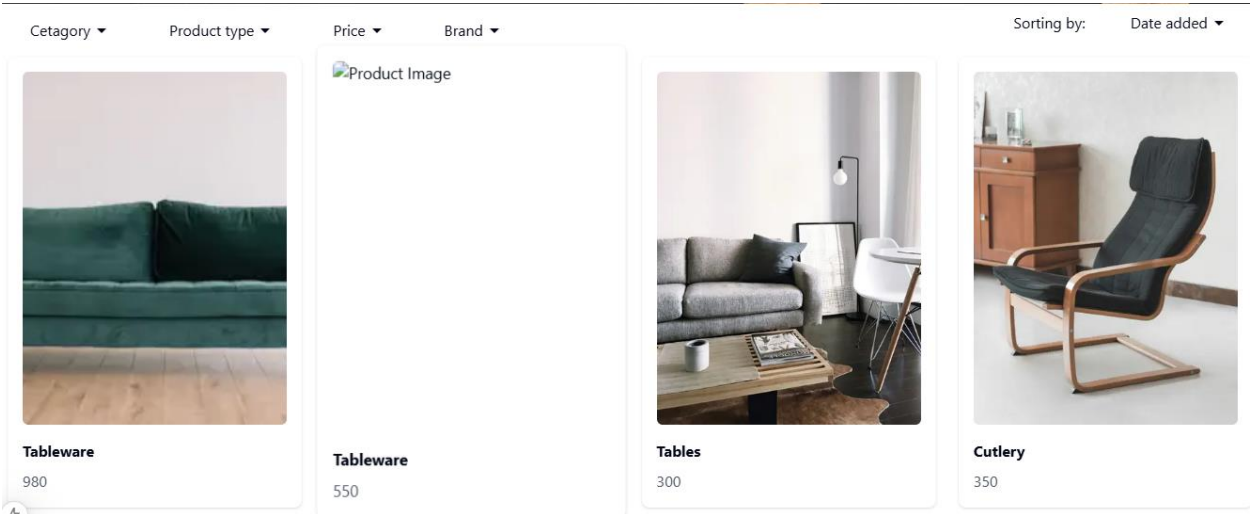 Cetagory
Product type
Price
Brand
Sorting by:
Date added
Product Image
Tableware
980
Tableware
550
Tables
300
Cutlery
350